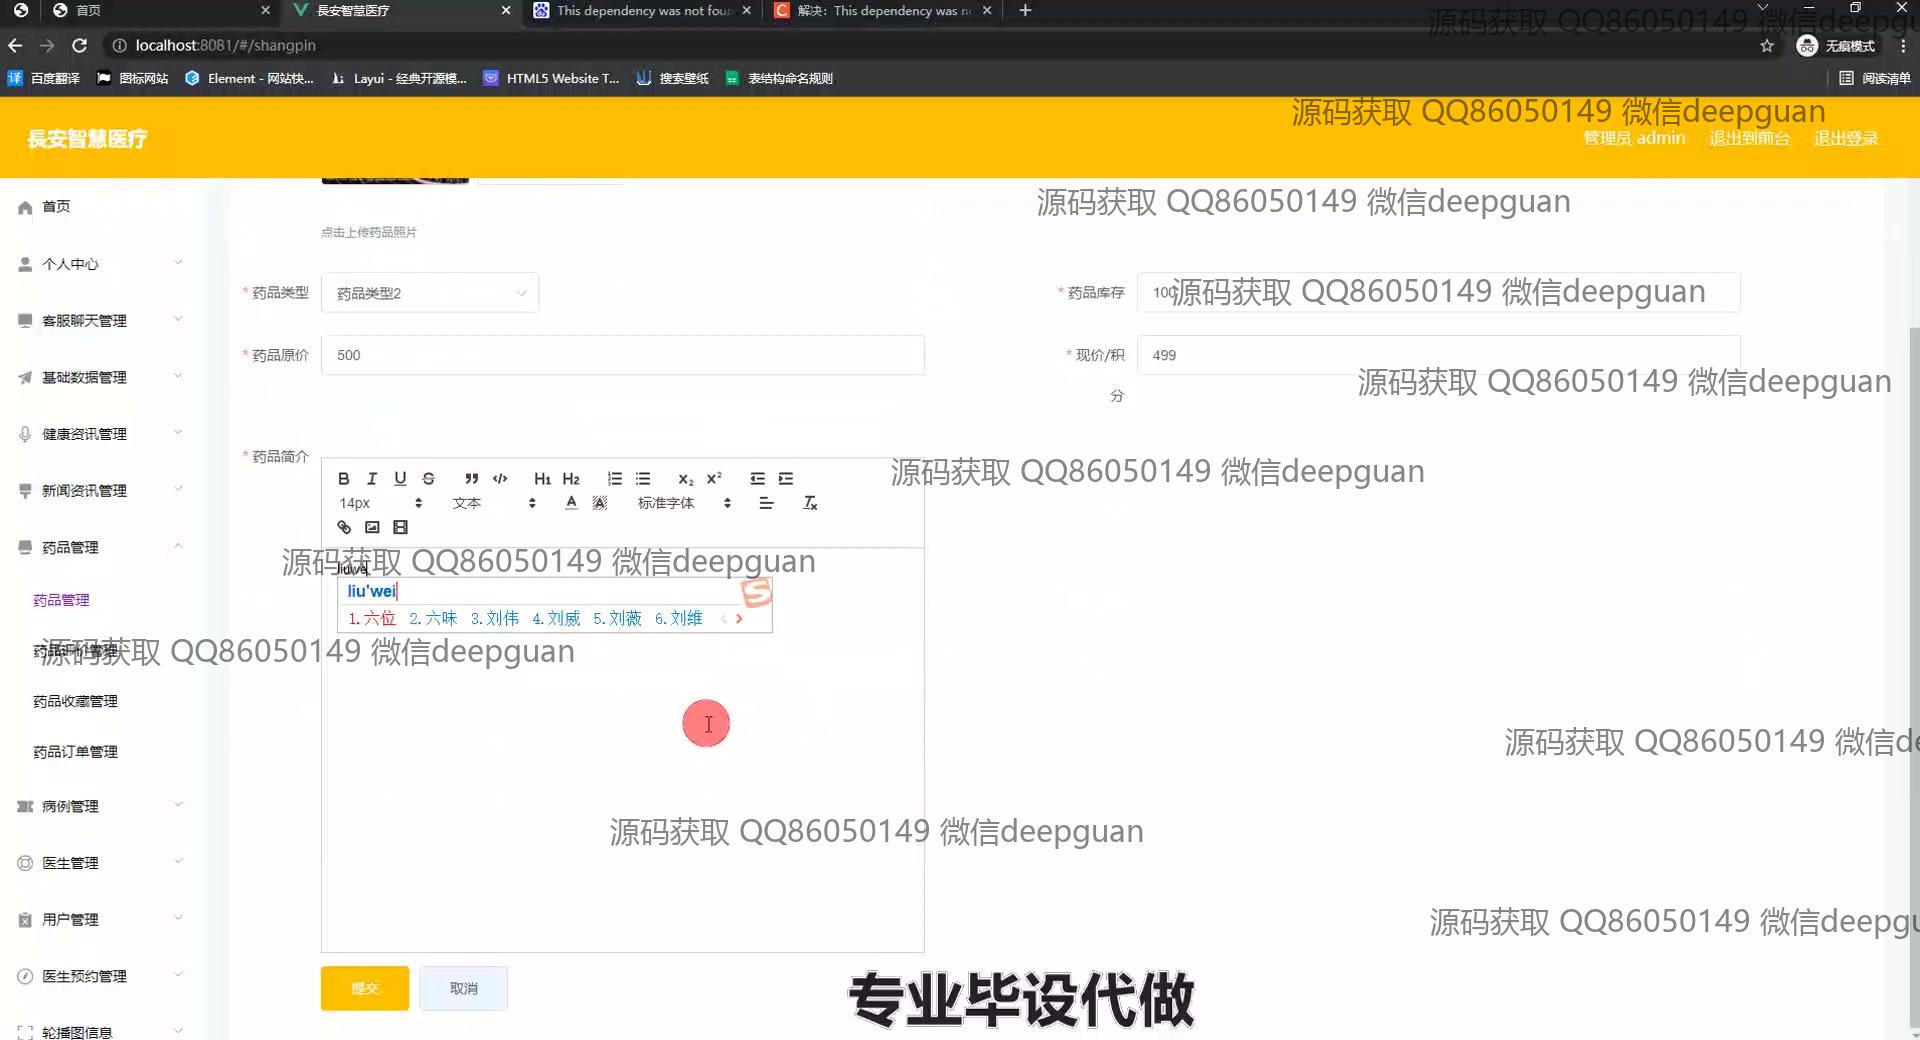 首页
長安智慧医疗
This dependency was not foun
解决：This dependency was n
localhost:8081/#/shangpin
无痕模式
百度翻译
图标网站
Element - 网站快...
Layui - 经典开源模...
HTML5 Website T...
搜索壁纸
表结构命名规则
阅读清单
源码获取 QQ86050149 微信deepgu
長安智慧医疗
源码获取 QQ86050149 微信deepguan
管理员 admin
退出到前台
退出登录
首页
个人中心
客服聊天管理
基础数据管理
健康资讯管理
新闻资讯管理
药品管理
药品管理
药品评价管理
药品收藏管理
药品订单管理
病例管理
医生管理
用户管理
医生预约管理
轮播图信息
源码获取 QQ86050149 微信deepguan
点击上传药品照片
* 药品类型
药品类型2
* 药品库存
100
源码获取 QQ86050149 微信deepguan
* 药品原价
500
* 现价/积
分
499
源码获取 QQ86050149 微信deepguan
* 药品简介
B I U S H1 H2 X2 X2
14px 文本 A A 标准字体 Tx
源码获取 QQ86050149 微信deepguan
源码获取 QQ86050149 微信deepguan
liuwei
liu'wei
1.六位 2.六味 3.刘伟 4.刘威 5.刘薇 6.刘维
源码获取 QQ86050149 微信deepguan
源码获取 QQ86050149 微信de
源码获取 QQ86050149 微信deepguan
源码获取 QQ86050149 微信deepgu
提交
取消
专业毕设代做